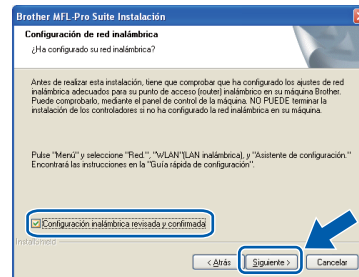 Brother MFL-Pro Suite Instalación
Configuración de red inalámbrica
¿Ha configurado su red inalámbrica?
Antes de realizar esta instalación, tiene que comprobar que ha configurado los ajustes de red
inalámbrica adecuados para su punto de acceso (router) inalámbrico en su máquina Brother.
Puede comprobarlo, mediante el panel de control de la máquina. NO PUEDE terminar la
instalación de los controladores si no ha configurado la red inalámbrica en su máquina.
Pulse "Menú" y seleccione "Red.", "WLAN"(LAN inalámbrica), y "Asistente de configuración."
Encontrará las instrucciones en la "Guía rápida de configuración".
Configuración inalámbrica revisada y confirmada
InstallShield
< Atrás
Siguiente >
Cancelar